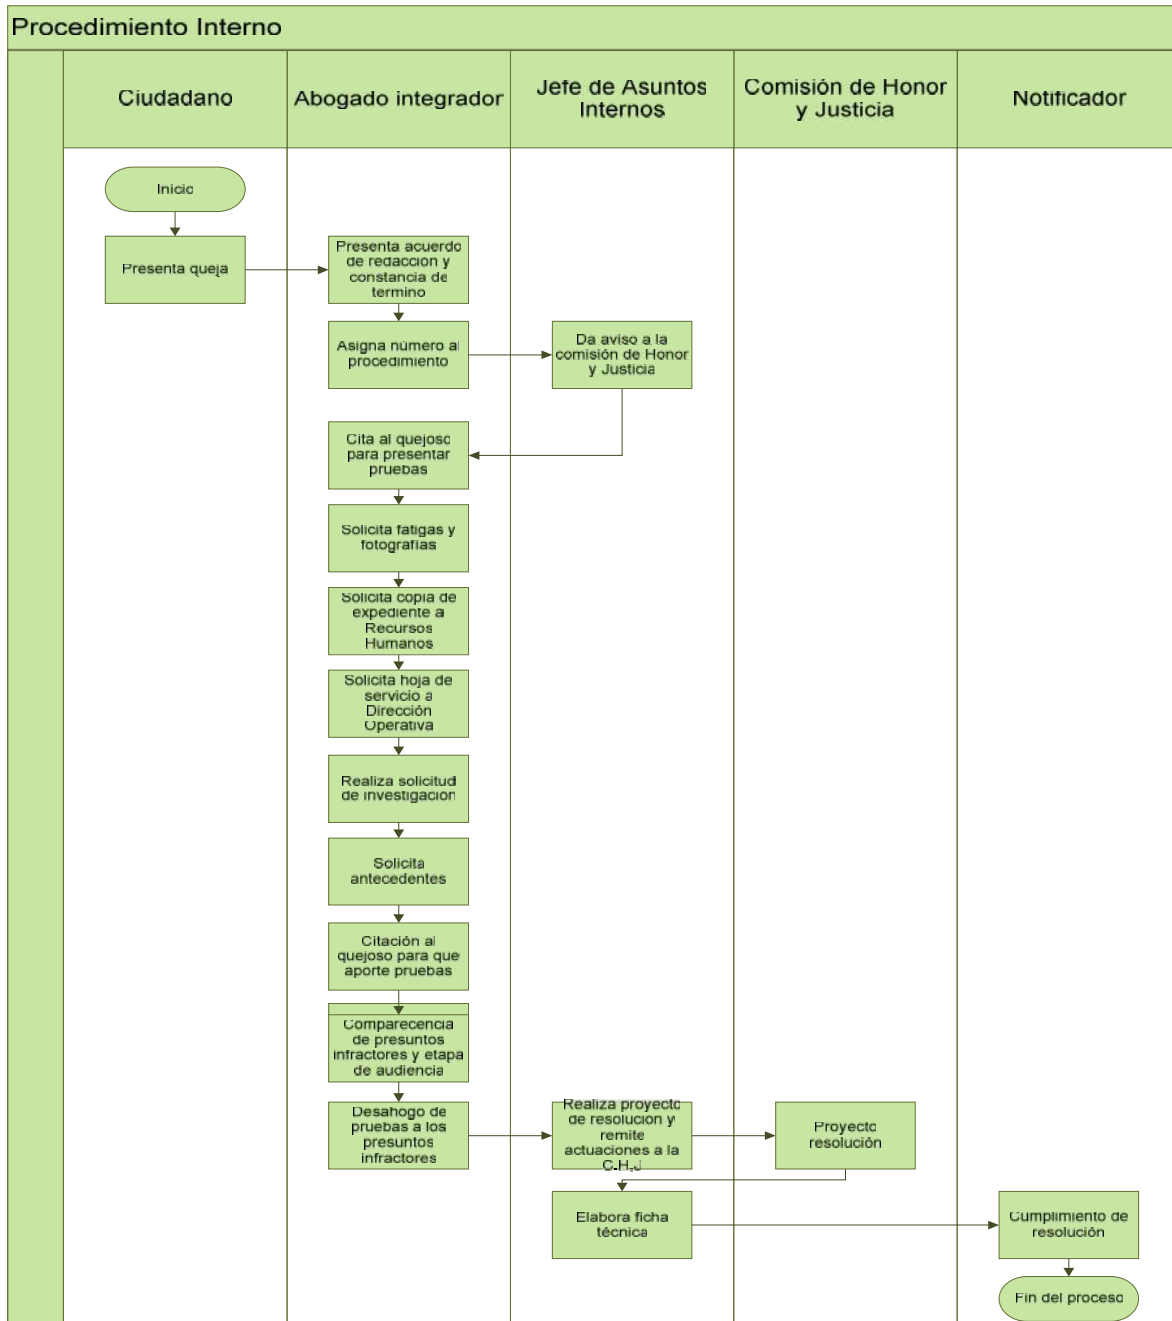 Procedimiento Interno
Ciudadano
Abogado integrador
Jefe de Asuntos
Internos
Comisión de Honor
y Justicia
Notificador
Inicio
Presenta queja
Presenta acuerdo
de redacción y
constancia de
termino
Asigna número al
procedimiento
Da aviso a la
comisión de Honor
y Justicia
Cita al quejoso
para presentar
pruebas
Solicita fatigas y
fotografías
Solicita copia de
expediente a
Recursos
Humanos
Solicita hoja de
servicio a
Dirección
Operativa
Realiza solicitud
de investigación
Solicita
antecedentes
Citación al
quejoso para que
aporte pruebas
Comparecencia
de presuntos
infractores y etapa
de audiencia
Desahogo de
pruebas a los
presuntos
infractores
Realiza proyecto
de resolución y
remite
actuaciones a la
C.H.J
Proyecto
resolución
Elabora ficha
técnica
Cumplimiento de
resolución
Fin del proceso